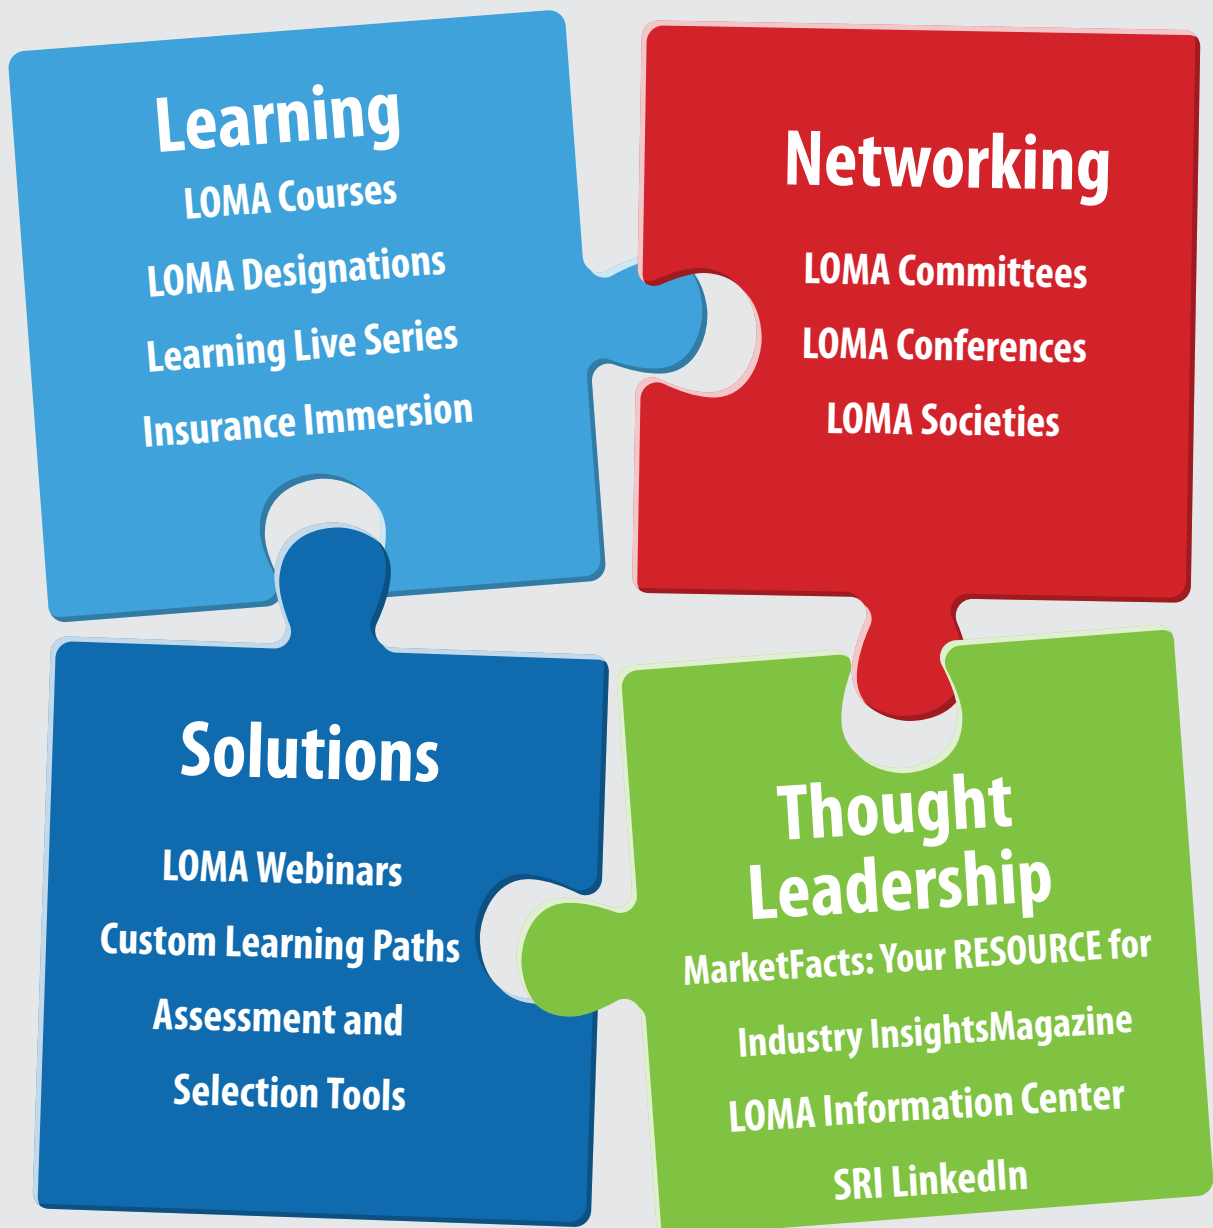 Learning
LOMA Courses
LOMA Designations
Learning Live Series
Insurance Immersion
Networking
LOMA Committees
LOMA Conferences
LOMA Societies
Solutions
LOMA Webinars
Custom Learning Paths
Assessment and
Selection Tools
Thought
Leadership
MarketFacts: Your RESOURCE for
Industry InsightsMagazine
LOMA Information Center
SRI LinkedIn